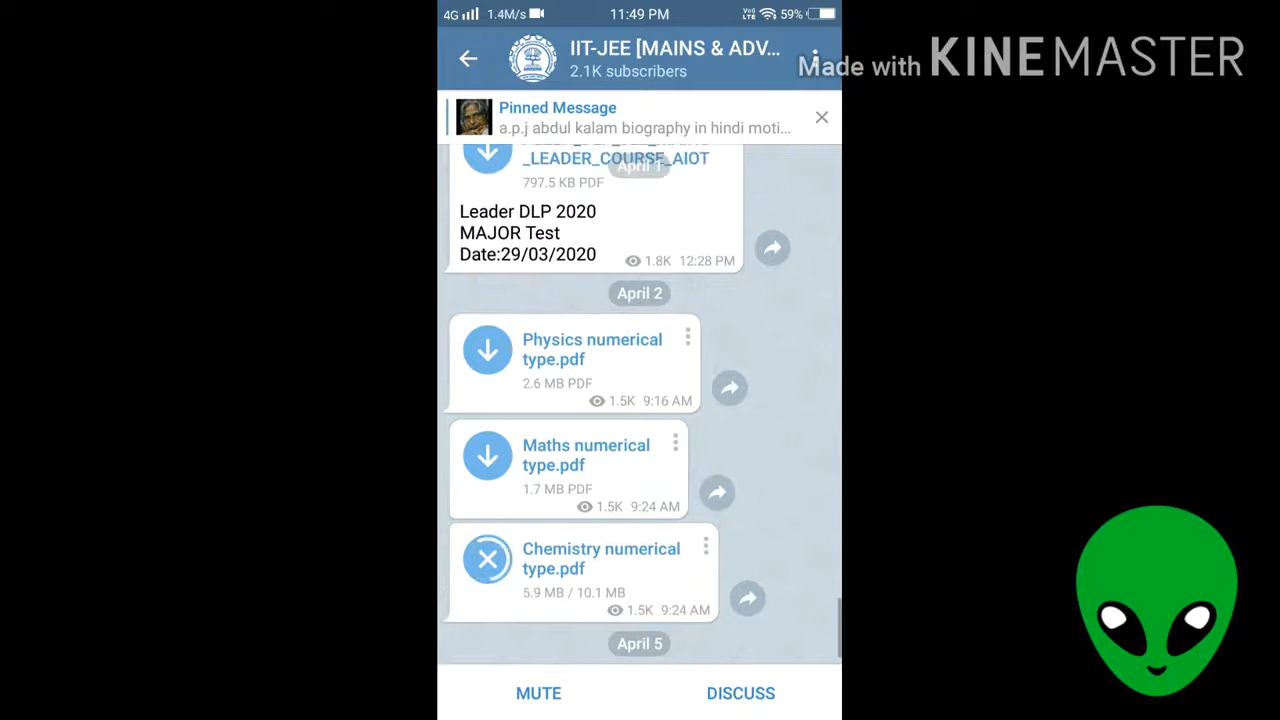 4G 1.4M/s 11:49 PM VoO LTE 59%
IIT-JEE [MAINS & ADV...
2.1K subscribers
Made with KINEMASTER
Pinned Message
a.p.j abdul kalam biography in hindi moti...
_LEADER_COURSE_AIOT
April 1
797.5 KB PDF
Leader DLP 2020
MAJOR Test
Date:29/03/2020
1.8K 12:28 PM
April 2
Physics numerical
type.pdf
2.6 MB PDF
1.5K 9:16 AM
Maths numerical
type.pdf
1.7 MB PDF
1.5K 9:24 AM
Chemistry numerical
type.pdf
5.9 MB / 10.1 MB
1.5K 9:24 AM
April 5
MUTE DISCUSS